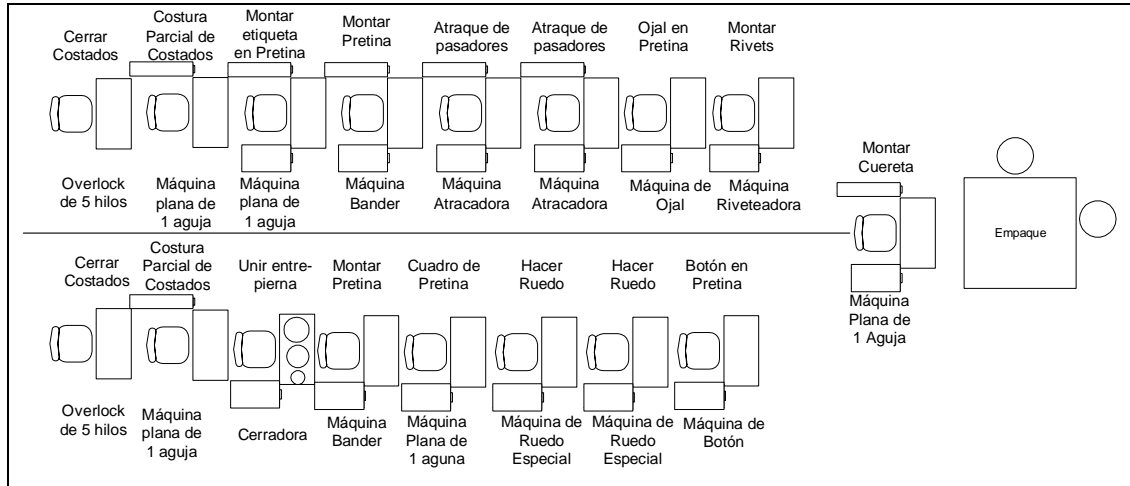 Cerrar
Costados
Costura
Parcial de
Costados
Montar
etiqueta
en Pretina
Montar
Pretina
Atraque de
pasadores
Atraque de
pasadores
Ojal en
Pretina
Montar
Rivets
Overlock
de 5 hilos
Máquina
plana de
1 aguja
Máquina
plana de
1 aguja
Máquina
Bander
Máquina
Atracadora
Máquina
Atracadora
Máquina de
Ojal
Máquina
Riveteadora
Montar
Cuereta
Máquina
Plana de
1 Aguja
Empaque
Cerrar
Costados
Costura
Parcial de
Costados
Unir entre-
pierna
Montar
Pretina
Cuadro de
Pretina
Hacer
Ruedo
Hacer
Ruedo
Botón en
Pretina
Overlock
de 5 hilos
Máquina
plana de
1 aguja
Cerradora
Máquina
Bander
Máquina
Plana de
1 aguna
Máquina de
Ruedo
Especial
Máquina de
Ruedo
Especial
Máquina de
Botón